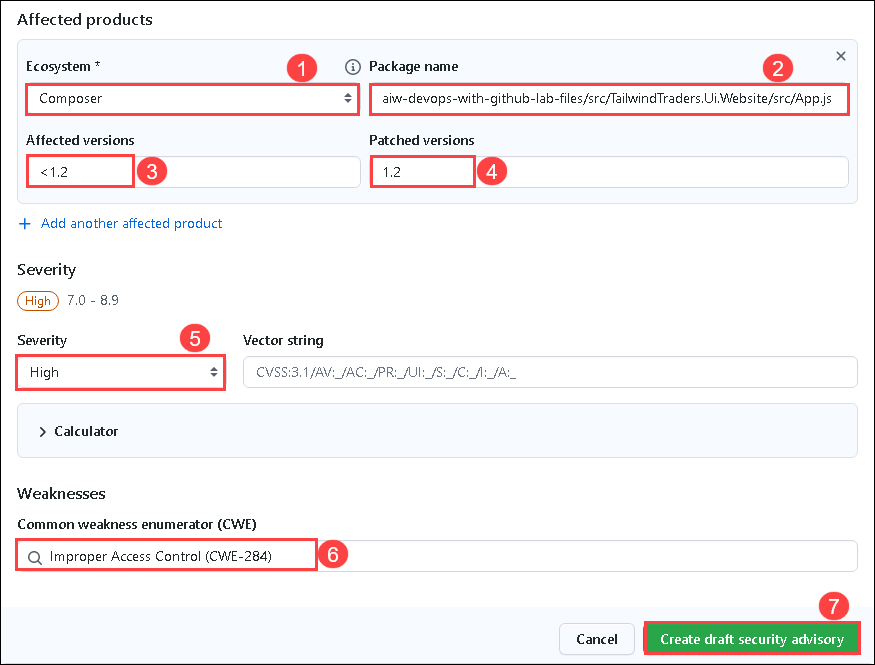 Affected products
Ecosystem * 1 Package name 2
Composer aiw-devops-with-github-lab-files/src/TailwindTraders.Ui.Website/src/App.js
Affected versions Patched versions
<1.2 3 1.2 4
+ Add another affected product
Severity
High 7.0 - 8.9
Severity 5 Vector string
High CVSS:3.1/AV:_/AC:_/PR:_/UI:_/S:_/C:_/I:_/A:_
Calculator
Weaknesses
Common weakness enumerator (CWE)
Improper Access Control (CWE-284) 6
7
Cancel Create draft security advisory